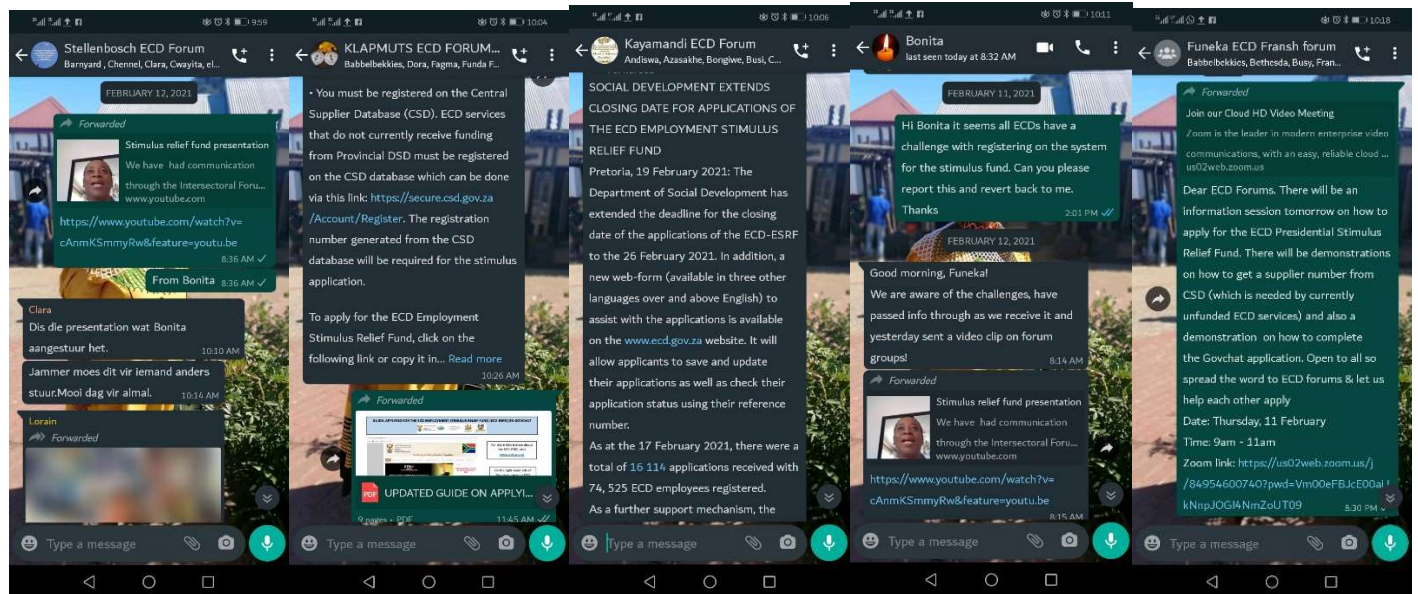 9:59
Stellenbosch ECD Forum
Barnyard , Chennel, Clara, Cwayita, el...
FEBRUARY 12, 2021
Forwarded
Stimulus relief fund presentation
We have had communication
through the Intersectoral Foru...
www.youtube.com
https://www.youtube.com/watch?v=
cAnmKSmmyRw&feature=youtu.be
8:36 AM
From Bonita 8:36 AM
Clara
Dis die presentation wat Bonita
aangestuur het.
10:10 AM
Jammer moes dit vir iemand anders
stuur.Mooi dag vir almal. 10:14 AM
Lorain
Forwarded
Type a message
10:04
KLAPMUTS ECD FORUM...
Babbelbekkies, Dora, Fagma, Funda F...
• You must be registered on the Central
Supplier Database (CSD). ECD services
that do not currently receive funding
from Provincial DSD must be registered
on the CSD database which can be done
via this link: https://secure.csd.gov.za
/Account/Register. The registration
number generated from the CSD
database will be required for the stimulus
application.
To apply for the ECD Employment
Stimulus Relief Fund, click on the
following link or copy it in... Read more
10:26 AM
Forwarded
PDF
UPDATED GUIDE ON APPLYI...
9 pages • PDF 11:45 AM
Type a message
10:06
Kayamandi ECD Forum
Andiswa, Azasakhe, Bongiwe, Busi, C...
SOCIAL DEVELOPMENT EXTENDS
CLOSING DATE FOR APPLICATIONS OF
THE ECD EMPLOYMENT STIMULUS
RELIEF FUND
Pretoria, 19 February 2021: The
Department of Social Development has
extended the deadline for the closing
date of the applications of the ECD-ESRF
to the 26 February 2021. In addition, a
new web-form (available in three other
languages over and above English) to
assist with the applications is available
on the www.ecd.gov.za website. It will
allow applicants to save and update
their applications as well as check their
application status using their reference
number.
As at the 17 February 2021, there were a
total of 16 114 applications received with
74, 525 ECD employees registered.
As a further support mechanism, the
Type a message
10:11
Bonita
last seen today at 8:32 AM
FEBRUARY 11, 2021
Hi Bonita it seems all ECDs have a
challenge with registering on the system
for the stimulus fund. Can you please
report this and revert back to me.
Thanks
2:01 PM
FEBRUARY 12, 2021
Good morning, Funeka!
We are aware of the challenges, have
passed info through as we receive it and
yesterday sent a video clip on forum
groups!
8:14 AM
Forwarded
Stimulus relief fund presentation
We have had communication
through the Intersectoral Foru...
www.youtube.com
https://www.youtube.com/watch?v=
cAnmKSmmyRw&feature=youtu.be
8:15 AM
Type a message
10:18
Funeka ECD Fransh forum
Babbelbekkies, Bethesda, Busy, Fran...
Forwarded
Join our Cloud HD Video Meeting
Zoom is the leader in modern enterprise video
communications, with an easy, reliable cloud ...
us02web.zoom.us
Dear ECD Forums. There will be an
information session tomorrow on how to
apply for the ECD Presidential Stimulus
Relief Fund. There will be demonstrations
on how to get a supplier number from
CSD (which is needed by currently
unfunded ECD services) and also a
demonstration on how to complete
the Govchat application. Open to all so
spread the word to ECD forums & let us
help each other apply
Date: Thursday, 11 February
Time: 9am - 11am
Zoom link: https://us02web.zoom.us/j
8:30 PM
Type a message